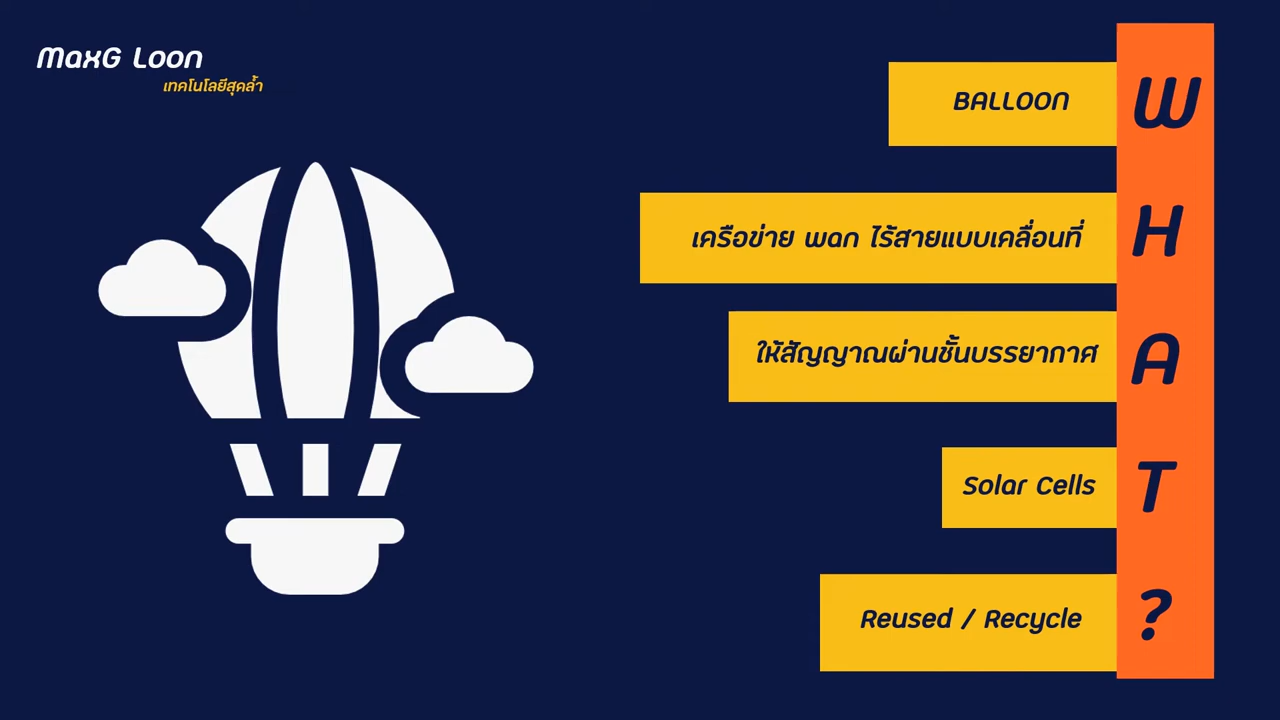 MaxG Loon
เทคโนโลยีสุดล้ำ
BALLOON
W
เครือข่าย wan ไร้สายแบบเคลื่อนที่
H
ให้สัญญาณผ่านชั้นบรรยากาศ
A
Solar Cells
T
Reused / Recycle
?